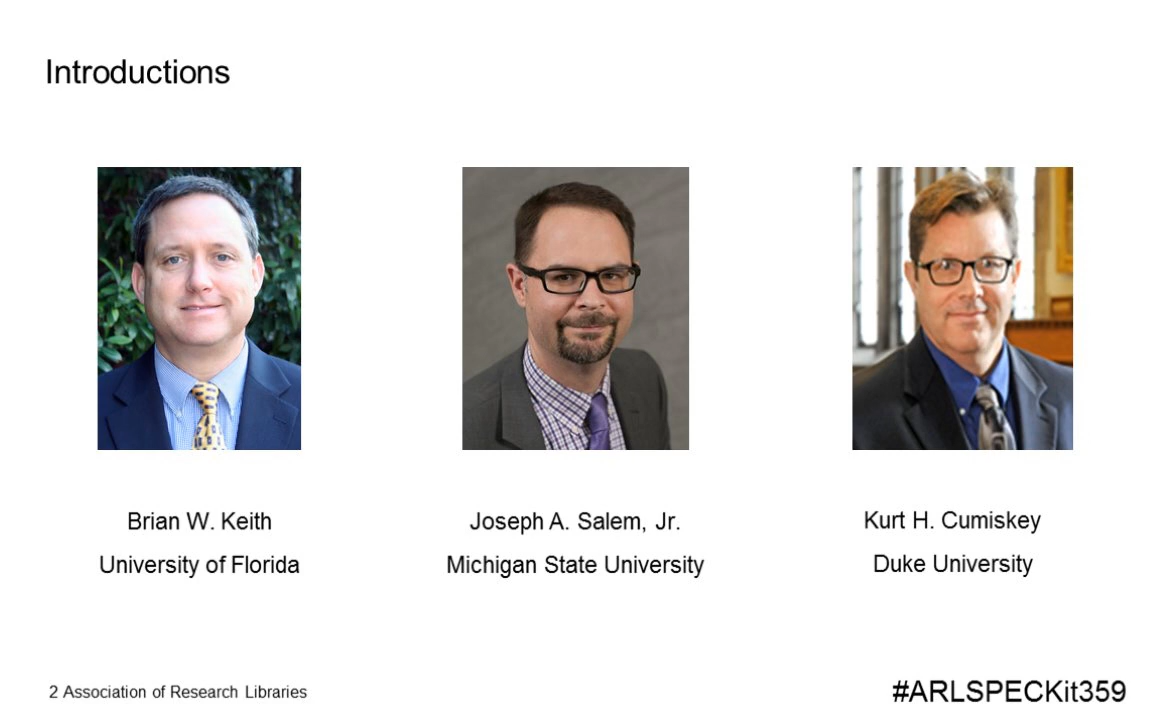 Introductions
Brian W. Keith
University of Florida
Joseph A. Salem, Jr.
Michigan State University
Kurt H. Cumiskey
Duke University
2 Association of Research Libraries
#ARLSPECKit359